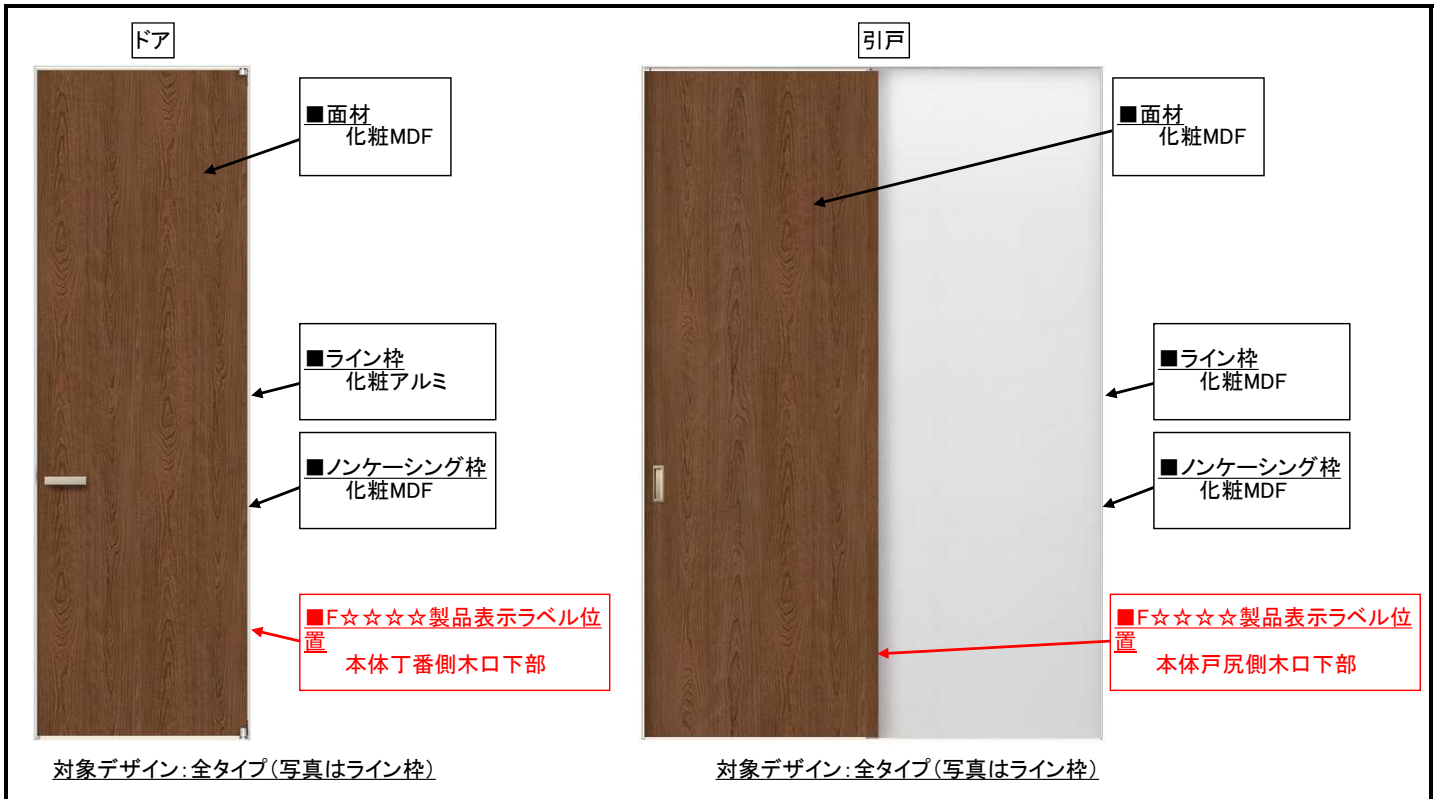 ドア
■面材
化粧MDF
■ライン枠
化粧アルミ
■ノンケーシング枠
化粧MDF
■F☆☆☆☆製品表示ラベル位
置
本体丁番側木口下部
対象デザイン:全タイプ(写真はライン枠)
引戸
■面材
化粧MDF
■ライン枠
化粧MDF
■ノンケーシング枠
化粧MDF
■F☆☆☆☆製品表示ラベル位
置
本体戸尻側木口下部
対象デザイン:全タイプ(写真はライン枠)